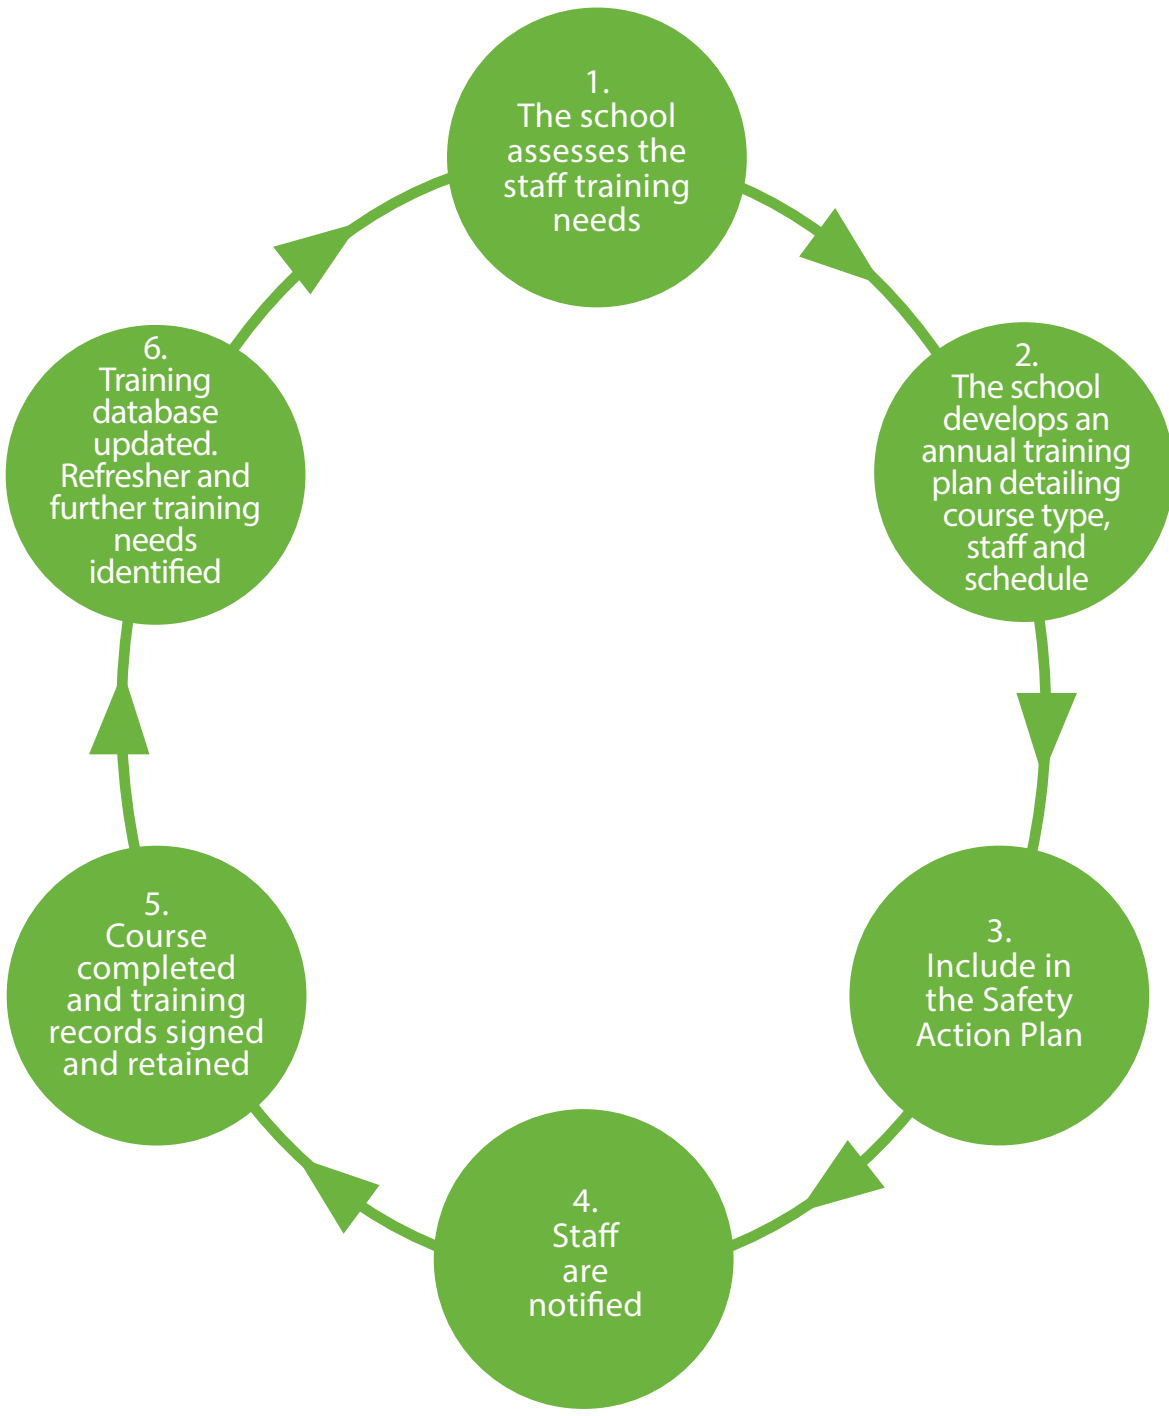 1.
The school
assesses the
staff training
needs
2.
The school
develops an
annual training
plan detailing
course type,
staff and
schedule
3.
Include in
the Safety
Action Plan
4.
Staff
are
notified
5.
Course
completed
and training
records signed
and retained
6.
Training
database
updated.
Refresher and
further training
needs
identified